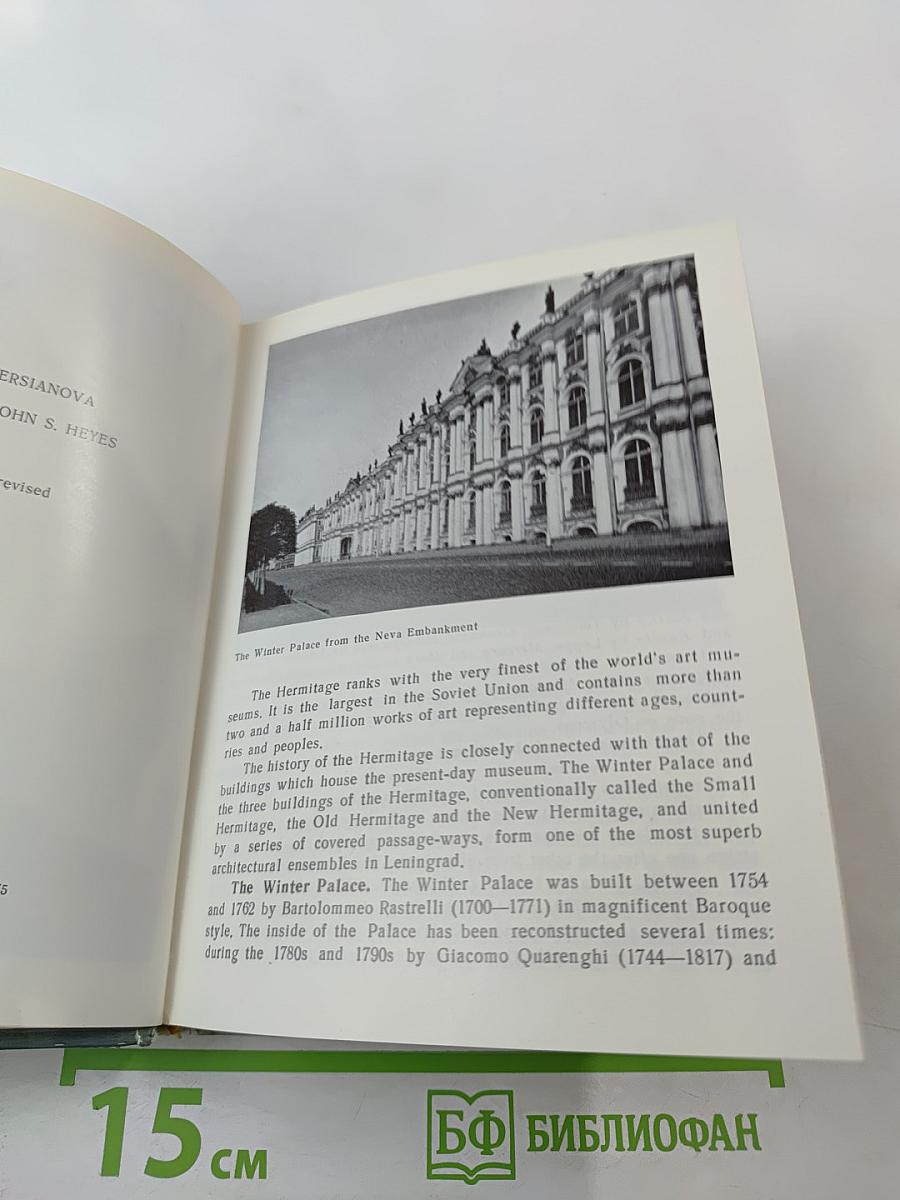 ERSIANOVA
OHN S. HEYES
revised
5
The Winter Palace from the Neva Embankment
The Hermitage ranks with the very finest of the world's art mu-
seums. It is the largest in the Soviet Union and contains more than
two and a half million works of art representing different ages, count-
ries and peoples.
The history of the Hermitage is closely connected with that of the
buildings which house the present-day museum. The Winter Palace and
the three buildings of the Hermitage, conventionally called the Small
Hermitage, the Old Hermitage and the New Hermitage, and united
by a series of covered passage-ways, form one of the most superb
architectural ensembles in Leningrad.
The Winter Palace. The Winter Palace was built between 1754
and 1762 by Bartolommeo Rastrelli (1700—1771) in magnificent Baroque
style. The inside of the Palace has been reconstructed several times:
during the 1780s and 1790s by Giacomo Quarenghi (1744—1817) and
15 см
БФ БИБЛИОФАН